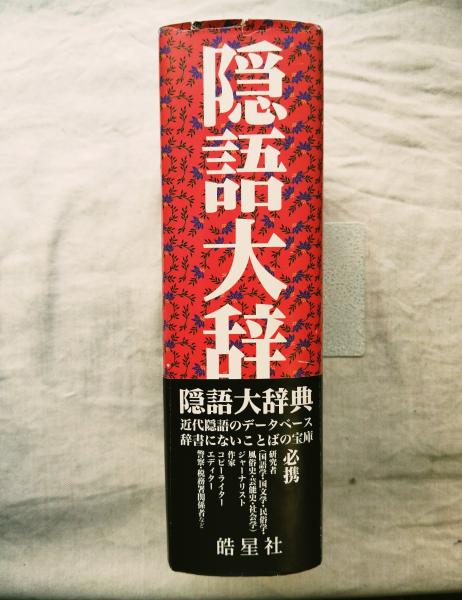 隠語大辞
隠語大辞典
近代隠語のデータベース
辞書にないことばの宝庫
必携
研究者
(国語学・国文学・民俗学・
風俗史・芸能史・社会学)
ジャーナリスト
作家
コピーライター
エディター
警察・税務署関係者など
皓星社